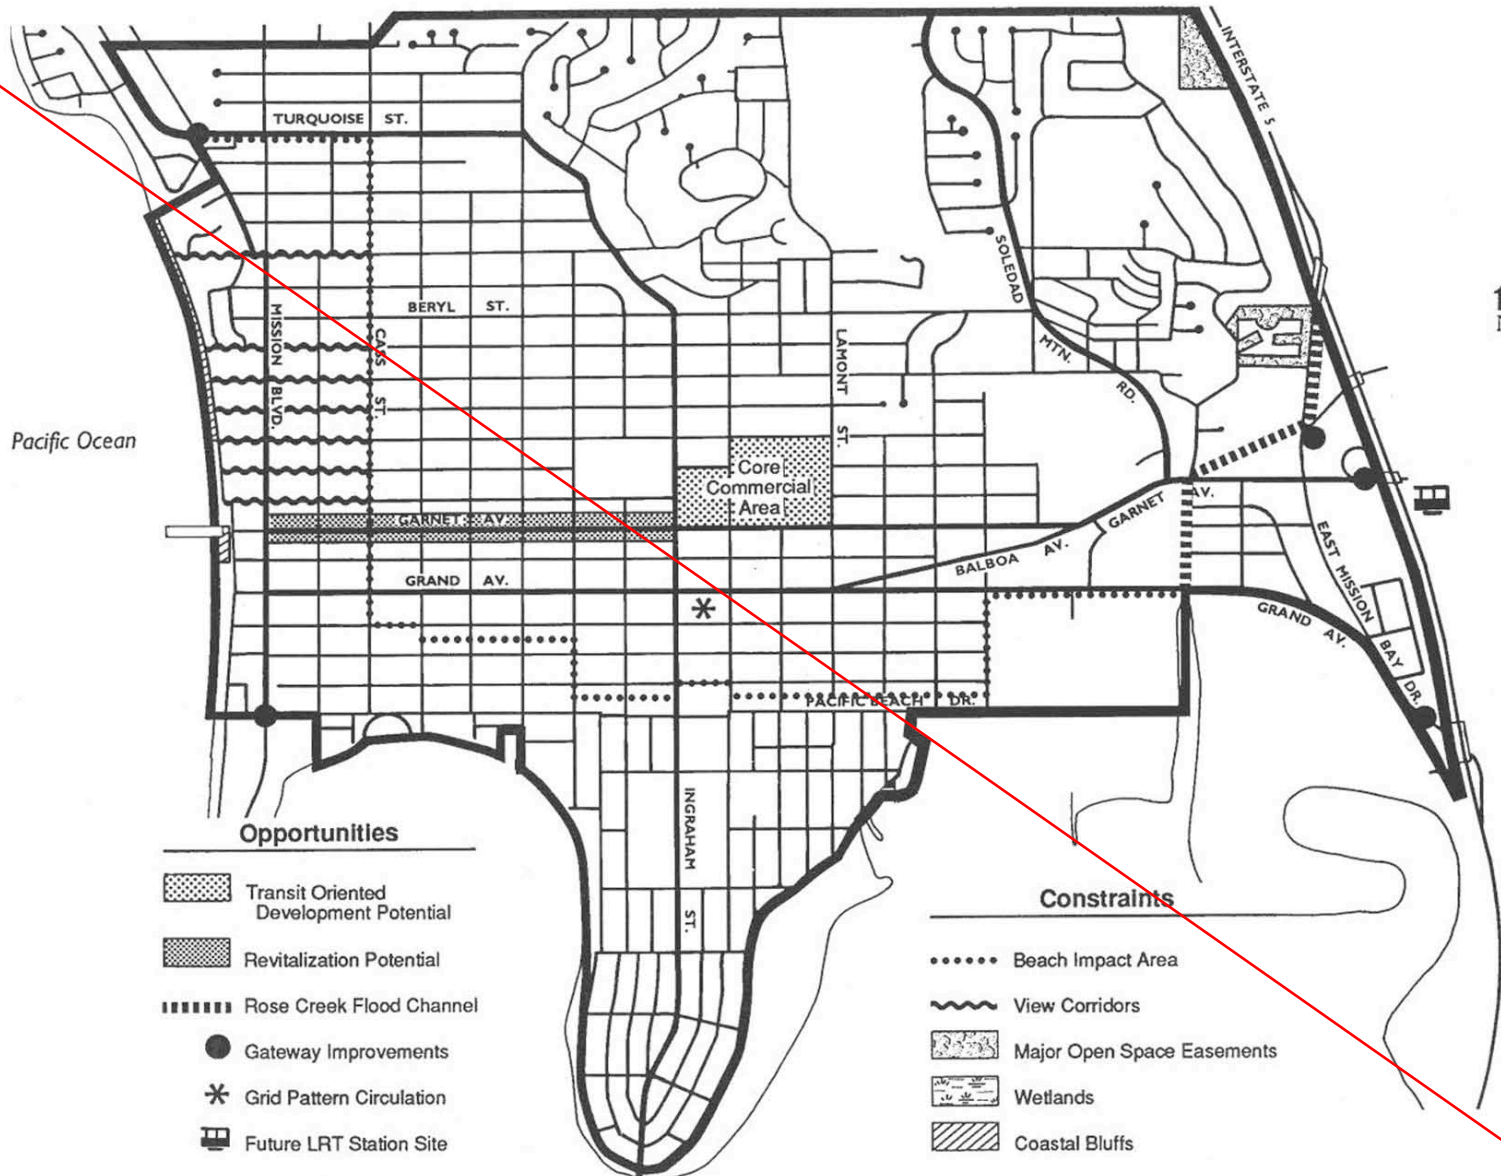 INTERSTATE 5
TURQUOISE ST.
SOLEDAD
MTN.
RD.
BERYL ST.
MISSION BLVD.
CASS ST.
LAMONT ST.
N
Pacific Ocean
Core
Commercial
Area
GARNET AV.
GARNET AV.
BALBOA AV.
GRAND AV.
EAST MISSION
BAY DR.
GRAND AV.
PACIFIC BEACH DR.
INGRAHAM ST.
Opportunities
Transit Oriented
Development Potential
Revitalization Potential
Rose Creek Flood Channel
Gateway Improvements
Grid Pattern Circulation
Future LRT Station Site
Constraints
Beach Impact Area
View Corridors
Major Open Space Easements
Wetlands
Coastal Bluffs